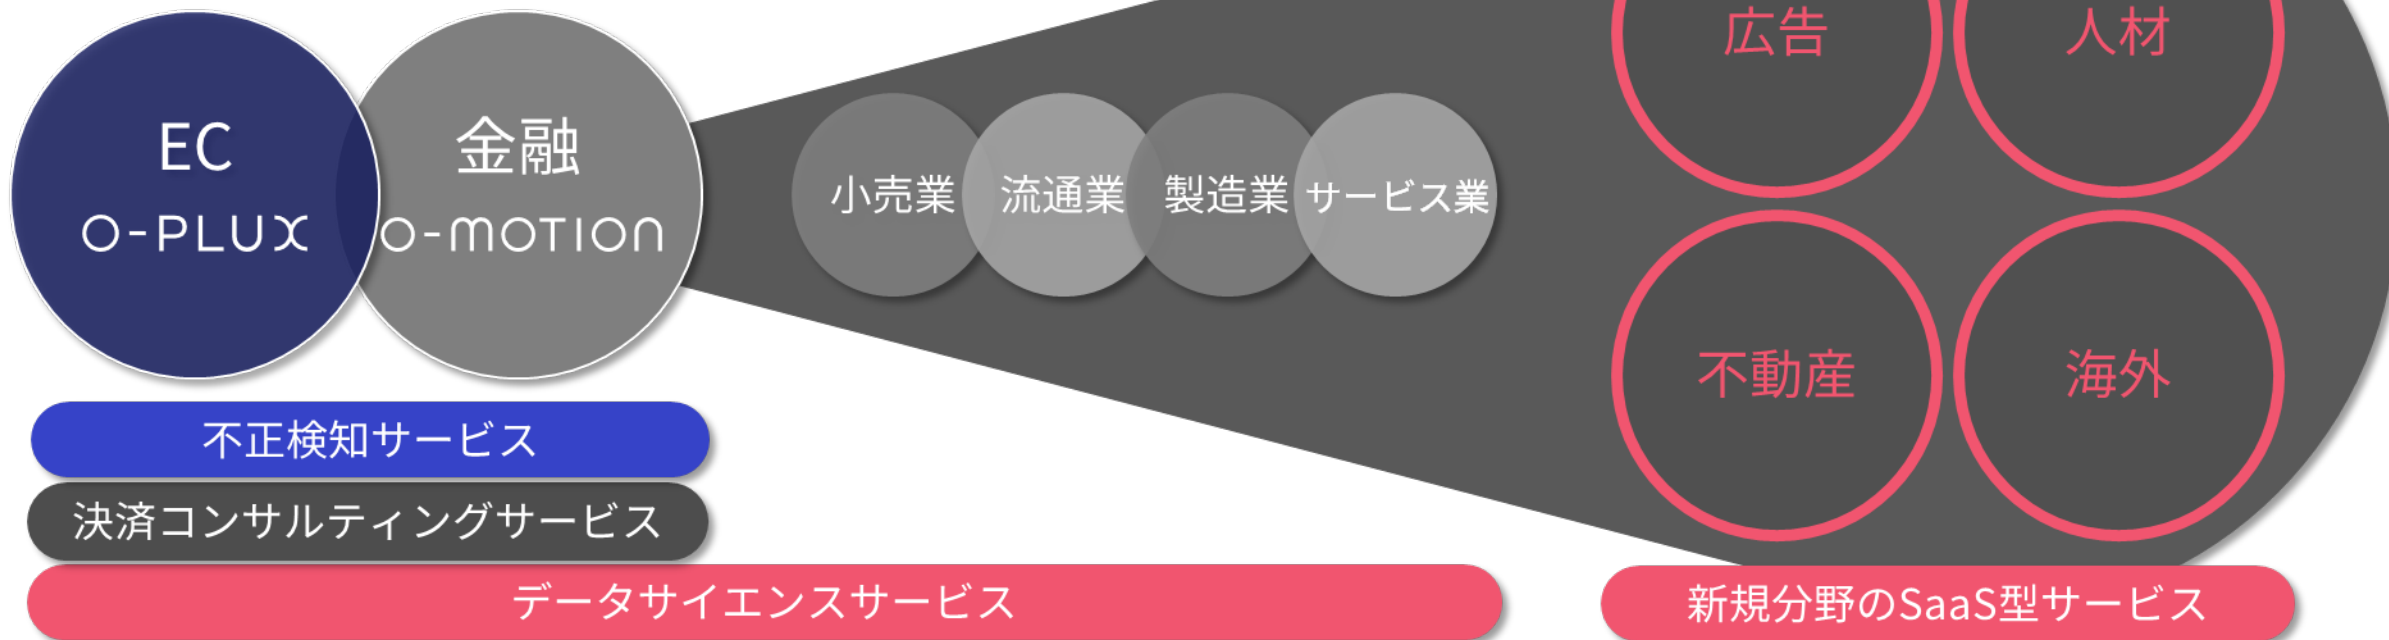 EC
O-PLUX
金融
O-MOTION
小売業
流通業
製造業
サービス業
広告
人材
不動産
海外
不正検知サービス
決済コンサルティングサービス
データサイエンスサービス
新規分野のSaaS型サービス